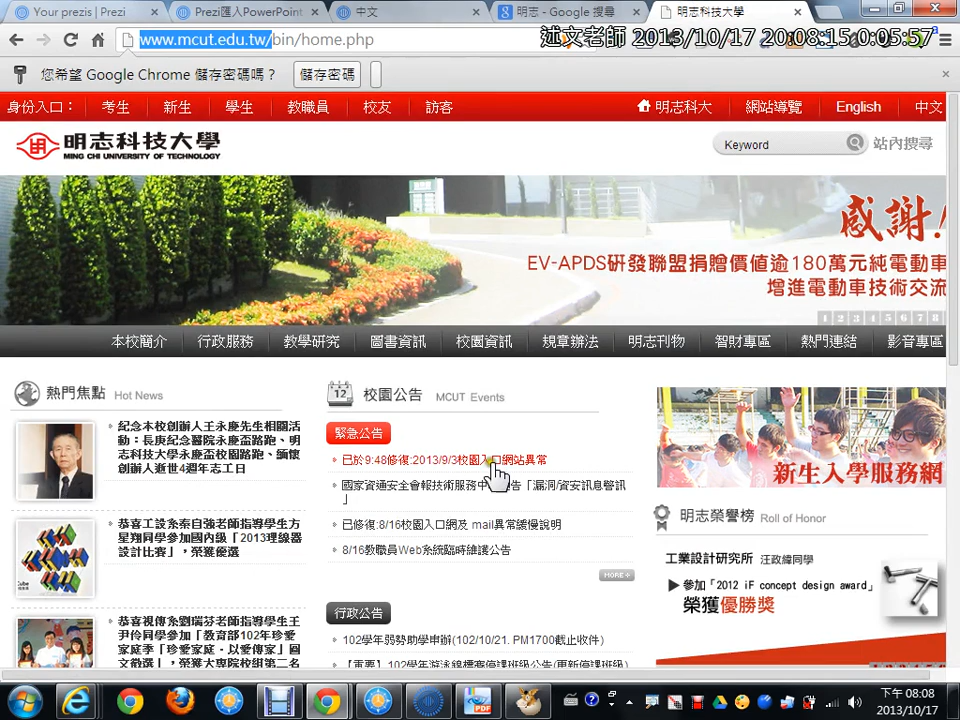 Your prezis | Prezi
Prezi匯入PowerPoint
中文
明志 - Google 搜尋
明志科技大學
www.mcut.edu.tw/bin/home.php
述文老師 2013/10/17 20:08:15 0:05:57
您希望 Google Chrome 儲存密碼嗎？
儲存密碼
身份入口：
考生
新生
學生
教職員
校友
訪客
明志科大
網站導覽
English
中文
明志科技大學
MING CHI UNIVERSITY OF TECHNOLOGY
Keyword
站內搜尋
感謝!
EV-APDS研發聯盟捐贈價值逾180萬元純電動車
增進電動車技術交流
1 2 3 4 5 6 7 8
本校簡介
行政服務
教學研究
圖書資訊
校園資訊
規章辦法
明志刊物
智財專區
熱門連結
影音專區
熱門焦點 Hot News
紀念本校創辦人王永慶先生相關活
動：長庚紀念醫院永慶盃路跑、明
志科技大學永慶盃校園路跑、緬懷
創辦人逝世4週年志工日
恭喜工設系秦自強老師指導學生方
星翔同學參加國內級「2013理線器
設計比賽」，榮獲優選
恭喜視傳系劉瑞芬老師指導學生王
尹伶同學參加「教育部102年珍愛
家庭季「珍愛家庭．以愛傳家」圖
文徵選」，榮獲大專院校組第二名
12
校園公告 MCUT Events
緊急公告
已於9:48修復:2013/9/3校園入口網站異常
國家資通安全會報技術服務中 告「漏洞/資安訊息警訊
」
已修復:8/16校園入口網及 mail異常緩慢說明
8/16教職員Web系統臨時維護公告
MORE+
行政公告
102學年弱勢助學申辦(102/10/21. PM1700截止收件)
【重要】102學年游泳錦標賽停課班級公告(更新停課班級)
新生入學服務網
明志榮譽榜 Roll of Honor
工業設計研究所 汪政緯同學
▶參加「2012 iF concept design award」
榮獲優勝獎
PDF
下午 08:08
2013/10/17